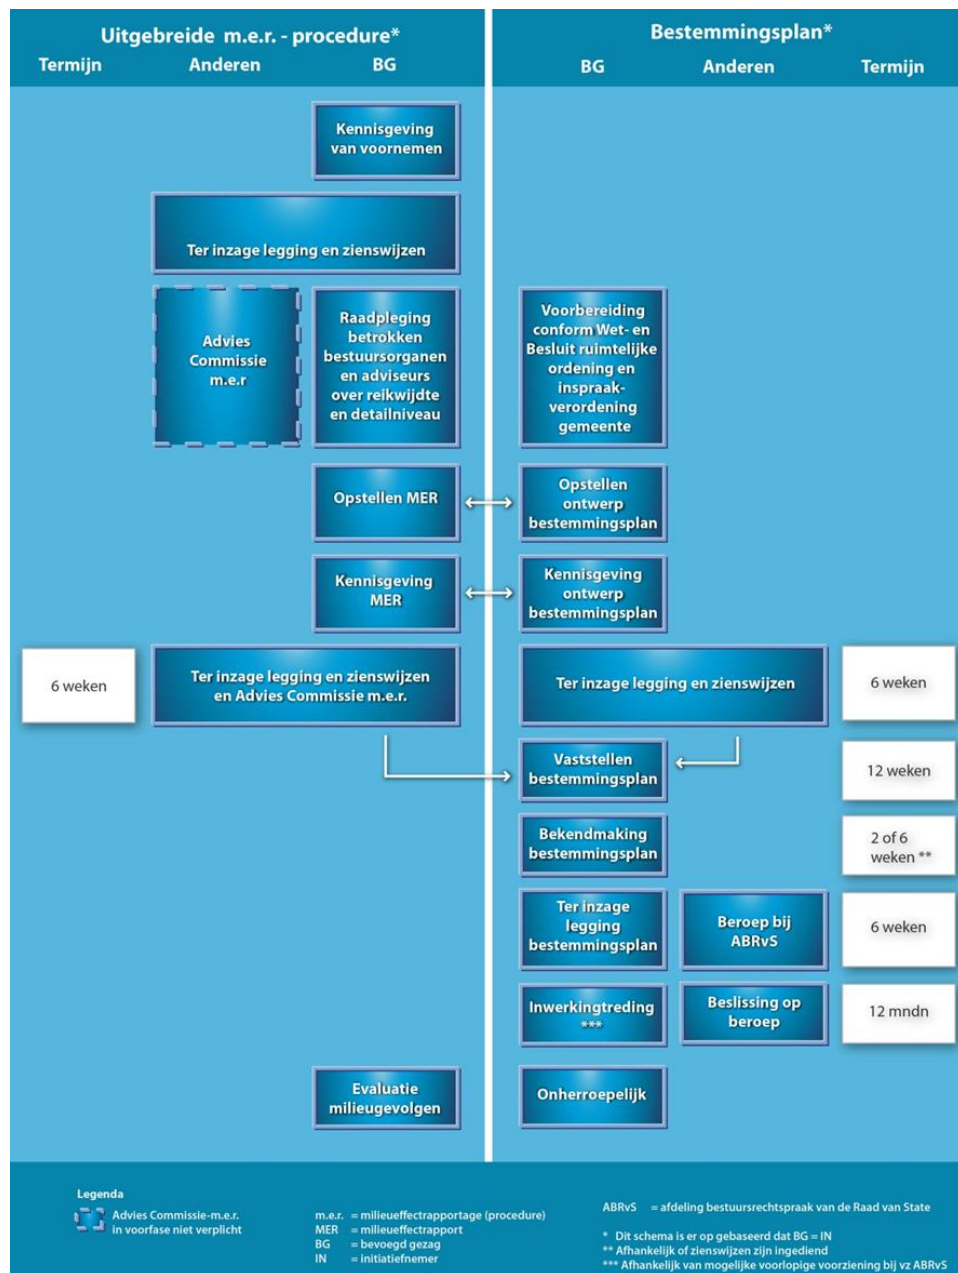 Uitgebreide m.e.r. - procedure*
Termijn Anderen BG
Bestemmingsplan*
BG Anderen Termijn
Kennisgeving
van voornemen
Ter inzage legging en zienswijzen
Advies
Commissie
m.e.r
Raadpleging
betrokken
bestuursorganen
en adviseurs
over reikwijdte
en detailniveau
Voorbereiding
conform Wet- en
Besluit ruimtelijke
ordening en
inspraak-
verordening
gemeente
Opstellen MER
Opstellen
ontwerp
bestemmingsplan
Kennisgeving
MER
Kennisgeving
ontwerp
bestemmingsplan
6 weken
Ter inzage legging en zienswijzen
en Advies Commissie m.e.r.
Ter inzage legging en zienswijzen
6 weken
Vaststellen
bestemmingsplan
12 weken
Bekendmaking
bestemmingsplan
2 of 6
weken **
Ter inzage
legging
bestemmingsplan
Beroep bij
ABRvS
6 weken
Inwerkingtreding
***
Beslissing op
beroep
12 mndn
Evaluatie
milieugevolgen
Onherroepelijk
Legenda
Advies Commissie-m.e.r.
in voorfase niet verplicht
m.e.r. = milieueffectrapportage (procedure)
MER = milieueffectrapport
BG = bevoegd gezag
IN = initiatiefnemer
ABRvS = afdeling bestuursrechtspraak van de Raad van State
* Dit schema is er op gebaseerd dat BG = IN
** Afhankelijk of zienswijzen zijn ingediend
*** Afhankelijk van mogelijke voorlopige voorziening bij vz ABRvS